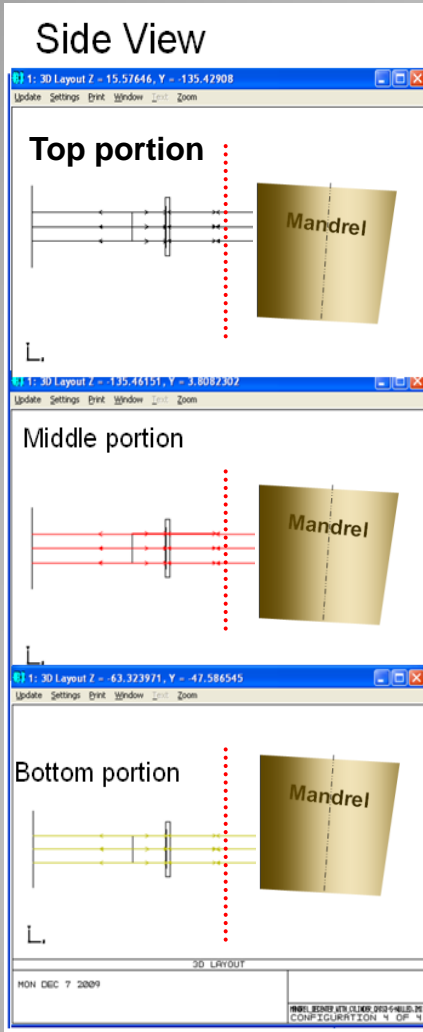 Side View
1: 3D Layout Z = 15.57646, Y = -135.42908
Update Settings Print Window Text Zoom
Top portion
Mandrel
1: 3D Layout Z = -135.46151, Y = 3.8082302
Update Settings Print Window Text Zoom
Middle portion
Mandrel
1: 3D Layout Z = -63.323971, Y = -47.586545
Update Settings Print Window Text Zoom
Bottom portion
Mandrel
3D LAYOUT
MON DEC 7 2009
CONFIGURATION 4 OF 4